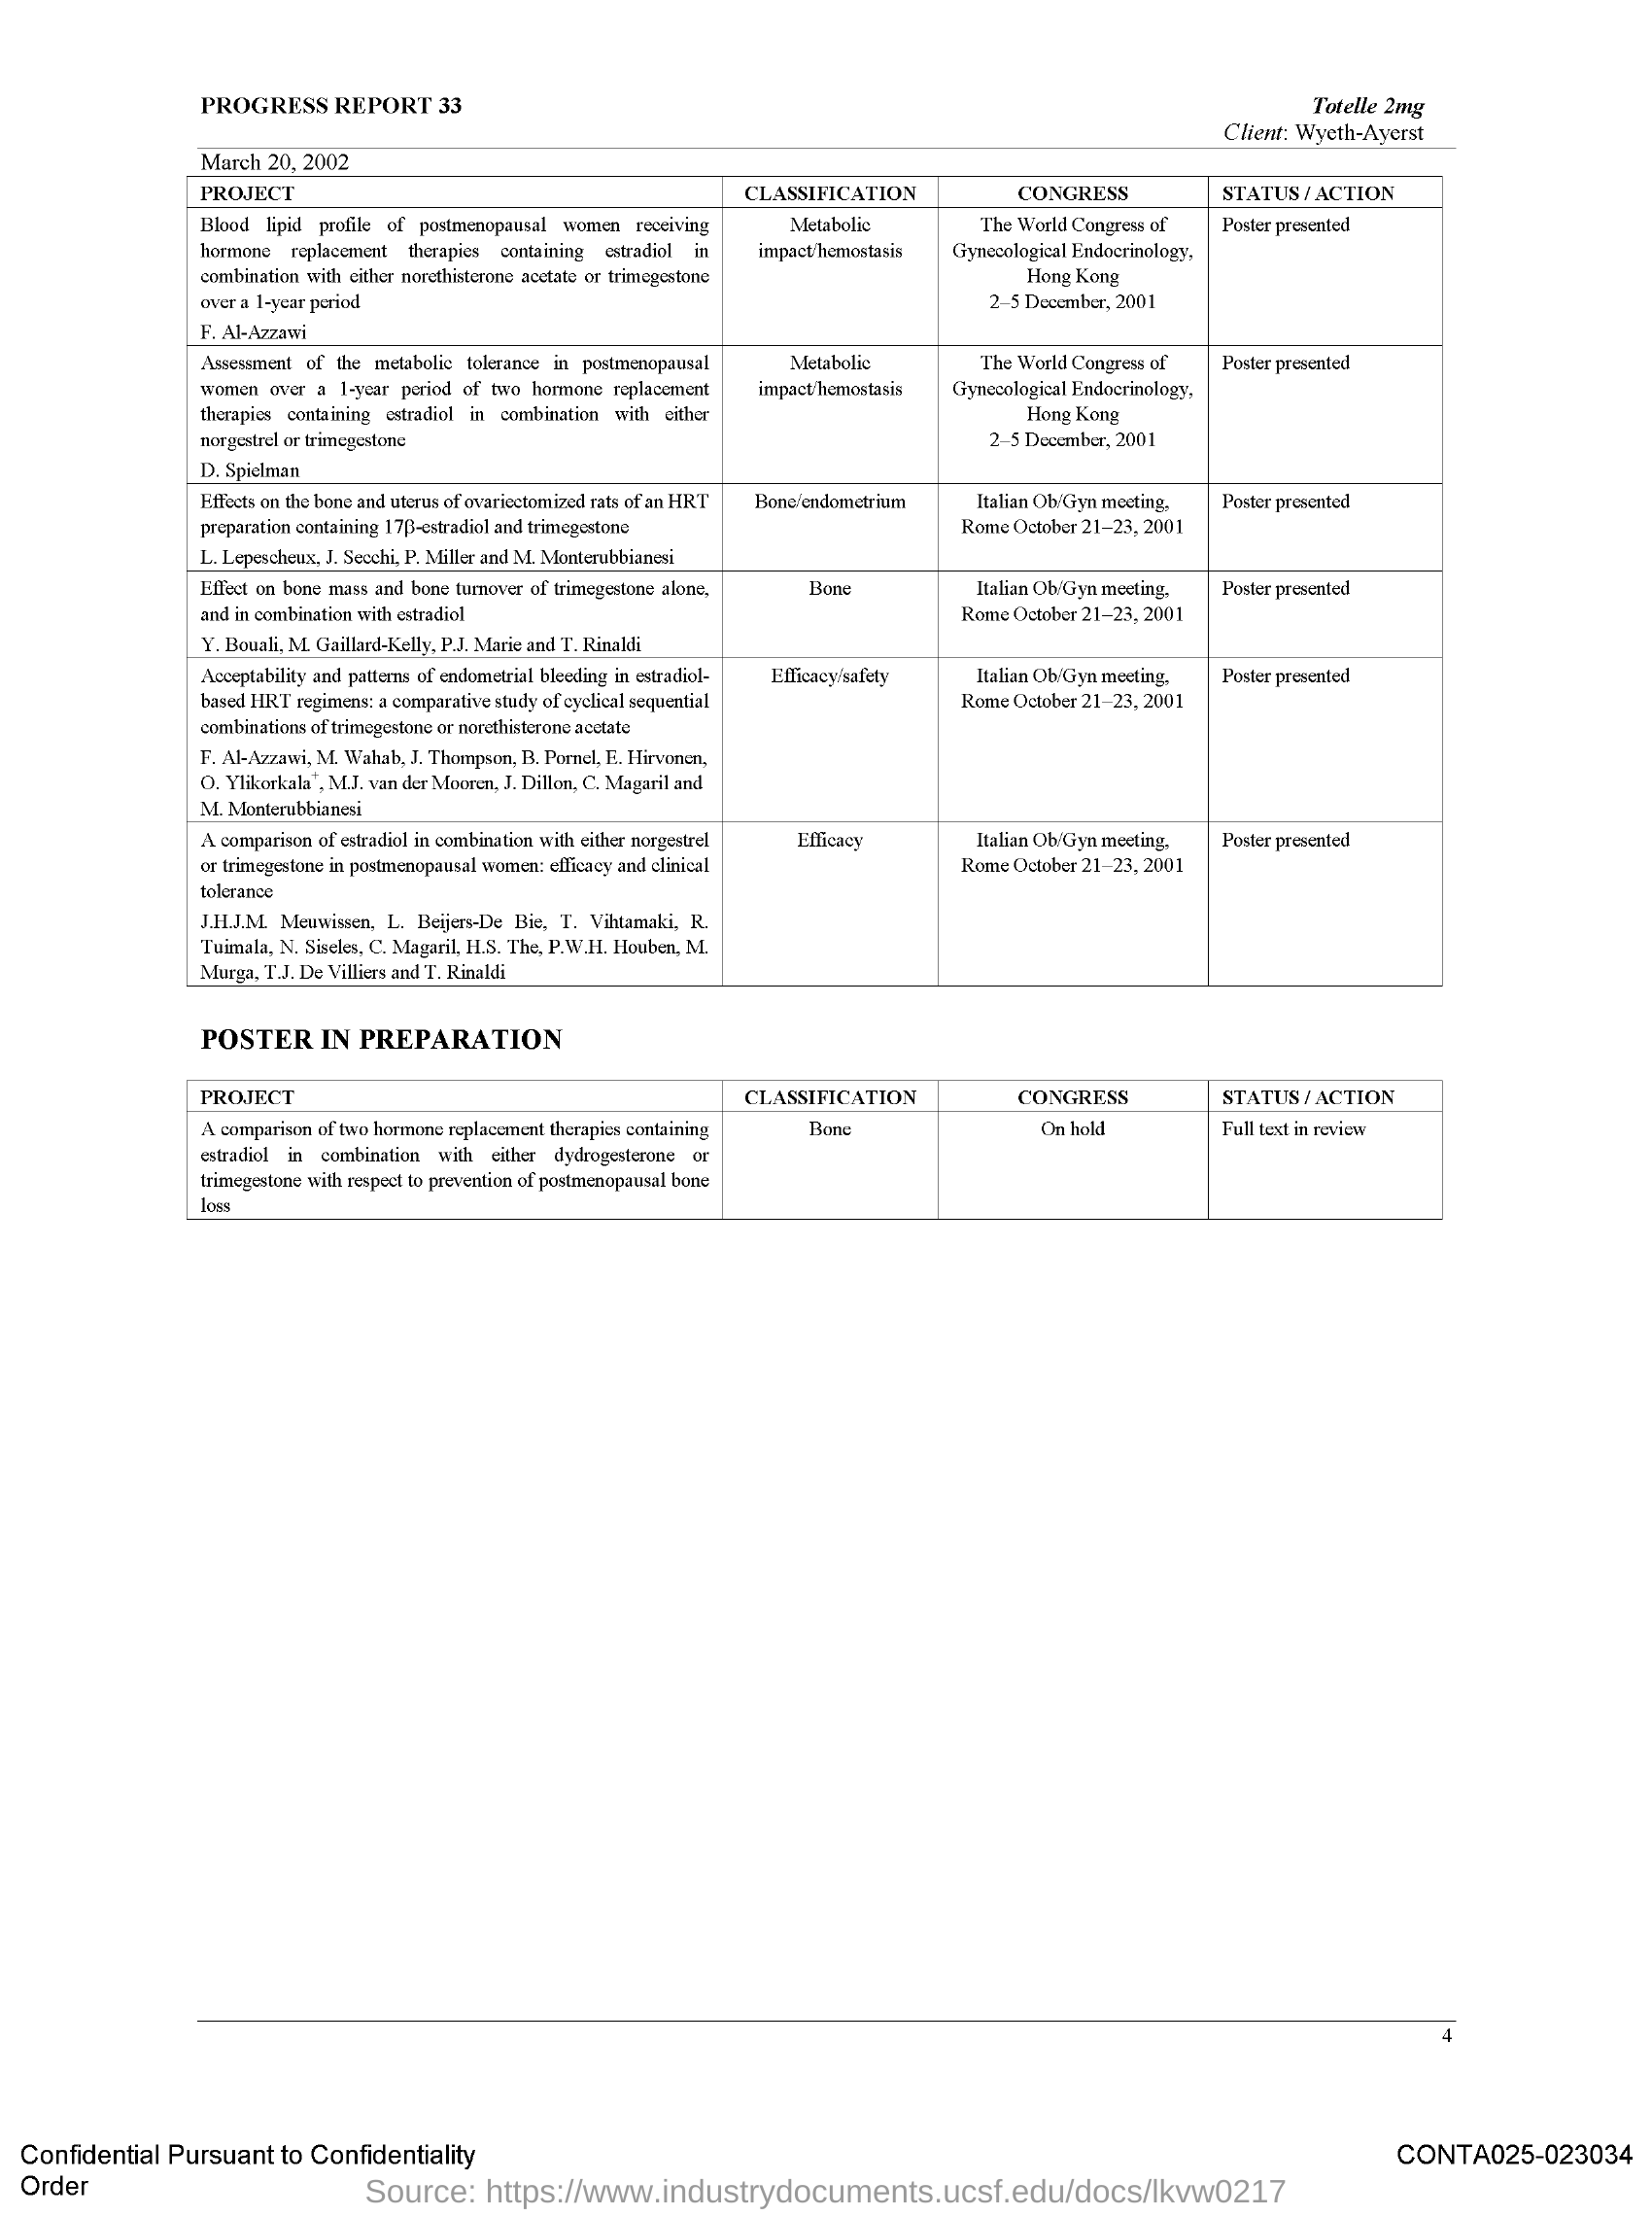 PROGRESS REPORT 33
Totelle 2mg
Client: Wyeth-Ayerst
March 20, 2002
PROJECT CLASSIFICATION CONGRESS STATUS / ACTION
Blood lipid profile of postmenopausal women receiving
hormone replacement therapies containing estradiol in
combination with either norethisterone acetate or trimegestone
over a 1-year period
F. Al-Azzawi
Metabolic
impact/hemostasis
The World Congress of
Gynecological Endocrinology,
Hong Kong
2–5 December, 2001
Poster presented
Assessment of the metabolic tolerance in postmenopausal
women over a 1-year period of two hormone replacement
therapies containing estradiol in combination with either
norgestrel or trimegestone
D. Spielman
Metabolic
impact/hemostasis
The World Congress of
Gynecological Endocrinology,
Hong Kong
2–5 December, 2001
Poster presented
Effects on the bone and uterus of ovariectomized rats of an HRT
preparation containing 17β-estradiol and trimegestone
L. Lepescheux, J. Secchi, P. Miller and M. Monterubbianesi
Bone/endometrium
Italian Ob/Gyn meeting,
Rome October 21–23, 2001
Poster presented
Effect on bone mass and bone turnover of trimegestone alone,
and in combination with estradiol
Y. Bouali, M. Gaillard-Kelly, P.J. Marie and T. Rinaldi
Bone
Italian Ob/Gyn meeting,
Rome October 21–23, 2001
Poster presented
Acceptability and patterns of endometrial bleeding in estradiol-
based HRT regimens: a comparative study of cyclical sequential
combinations of trimegestone or norethisterone acetate
F. Al-Azzawi, M. Wahab, J. Thompson, B. Pornel, E. Hirvonen,
O. Ylikorkala+, M.J. van der Mooren, J. Dillon, C. Magaril and
M. Monterubbianesi
Efficacy/safety
Italian Ob/Gyn meeting,
Rome October 21–23, 2001
Poster presented
A comparison of estradiol in combination with either norgestrel
or trimegestone in postmenopausal women: efficacy and clinical
tolerance
J.H.J.M. Meuwissen, L. Beijers-De Bie, T. Vihtamaki, R.
Tuimala, N. Siseles, C. Magaril, H.S. The, P.W.H. Houben, M.
Murga, T.J. De Villiers and T. Rinaldi
Efficacy
Italian Ob/Gyn meeting,
Rome October 21–23, 2001
Poster presented
POSTER IN PREPARATION
PROJECT CLASSIFICATION CONGRESS STATUS / ACTION
A comparison of two hormone replacement therapies containing
estradiol in combination with either dydrogesterone or
trimegestone with respect to prevention of postmenopausal bone
loss
Bone
On hold
Full text in review
4
Confidential Pursuant to Confidentiality
Order
CONTA025-023034
Source: https://www.industrydocuments.ucsf.edu/docs/lkvw0217